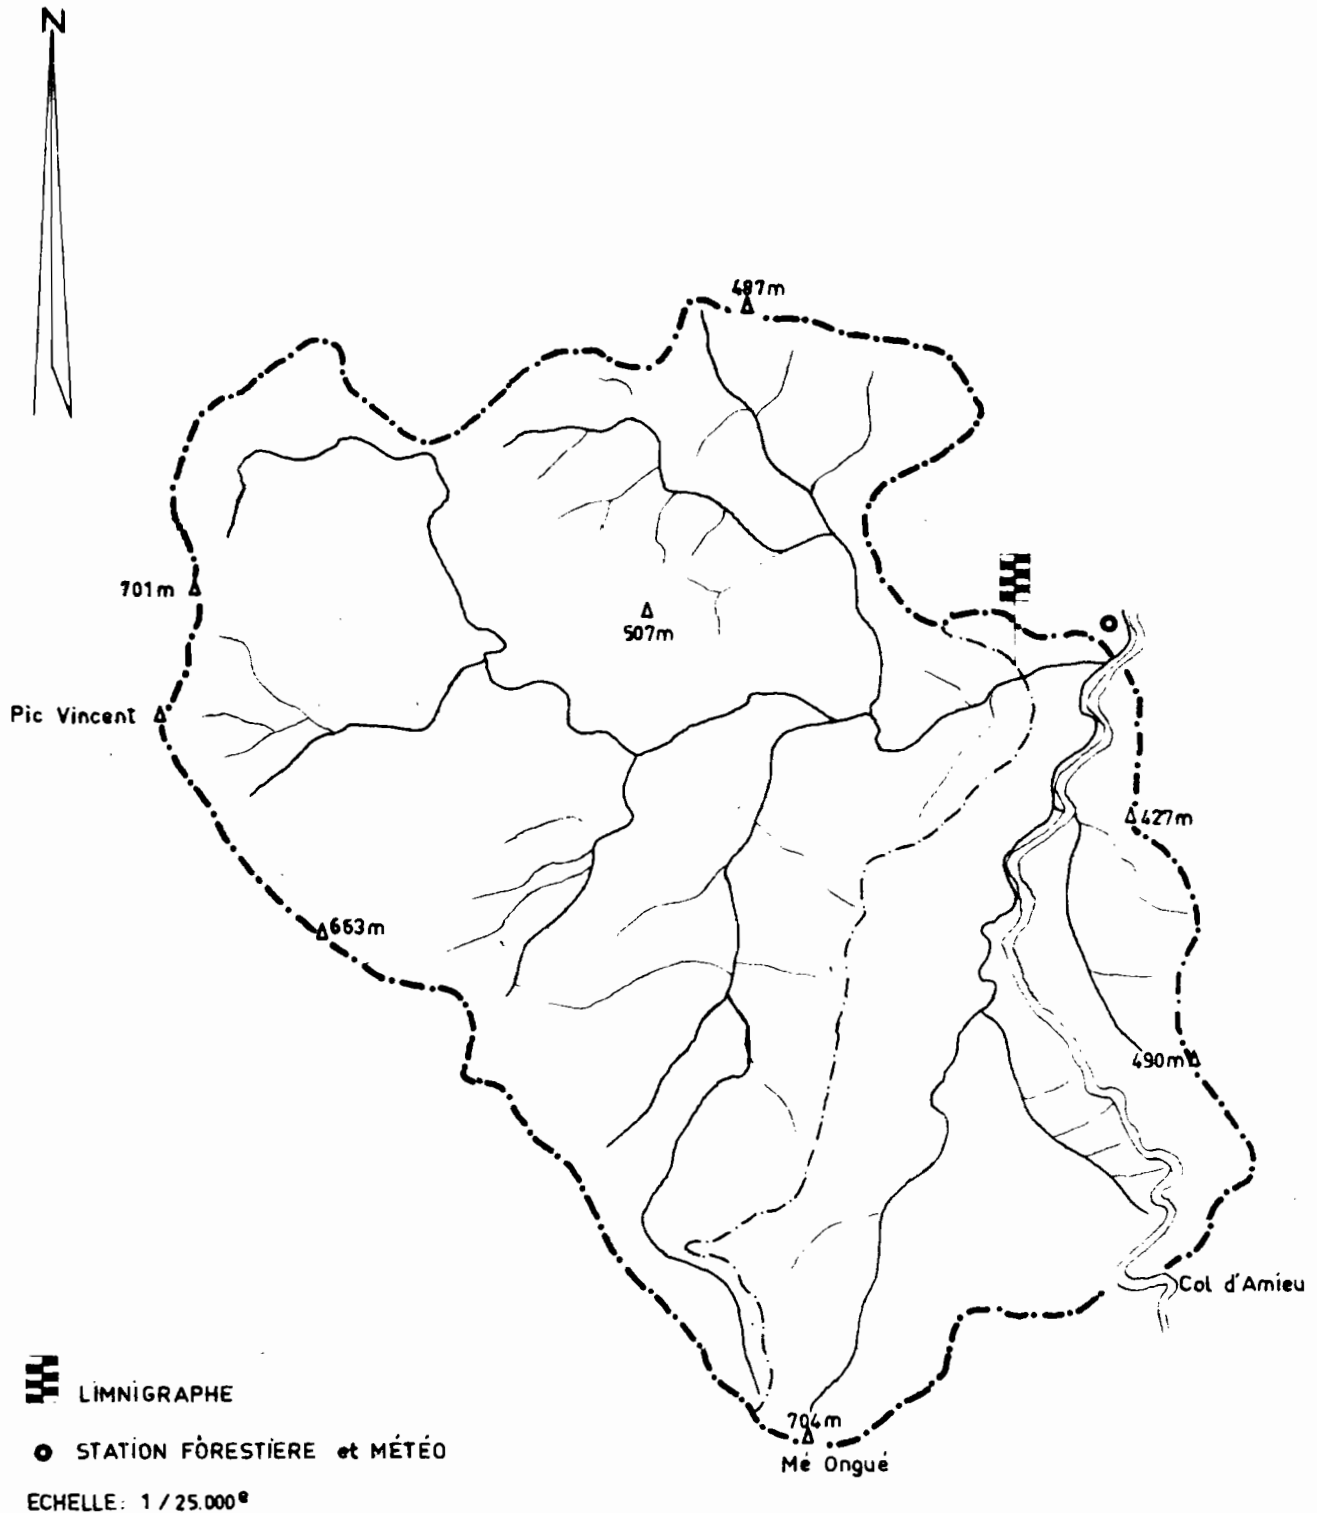 N
487m
701m
507m
Pic Vincent
427m
663m
490m
Col d'Amieu
LIMNIGRAPHE
704m
STATION FÔRESTIERE et MÉTÉO
Mé Ongué
ECHELLE: 1 / 25.000e